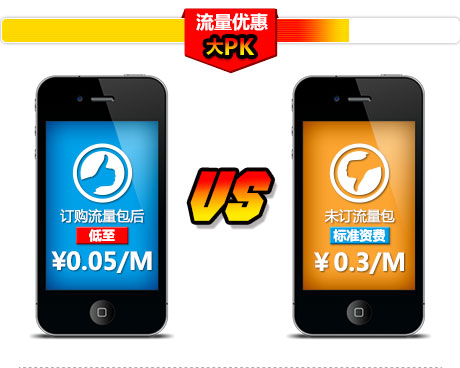 流量优惠
大PK
订购流量包后
低至
¥0.05/M
VS
未订流量包
标准资费
¥0.3/M